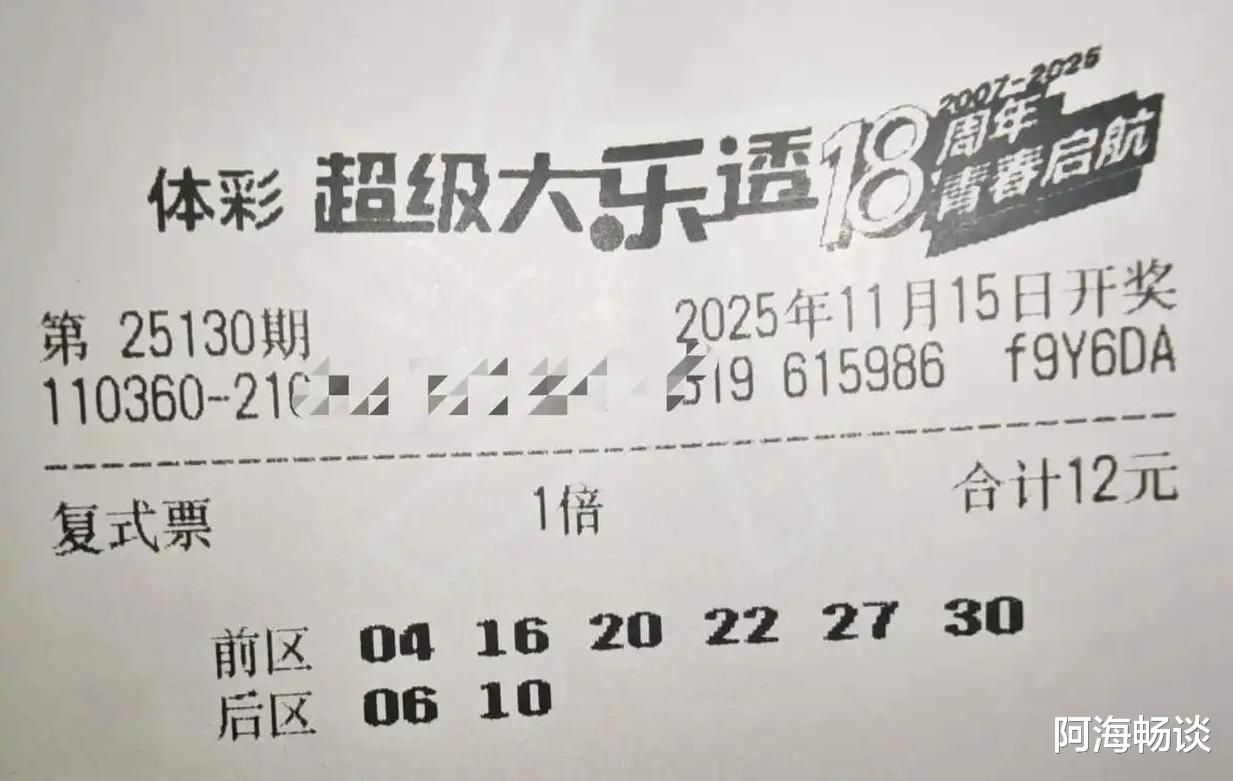 2007-2025
体彩 超级大乐透 18 周年
青春启航
第 25130期 2025年11月15日开奖
110360-210 319 615986 f9Y6DA
复式票 1倍 合计12元
前区 04 16 20 22 27 30
后区 06 10
阿海畅谈